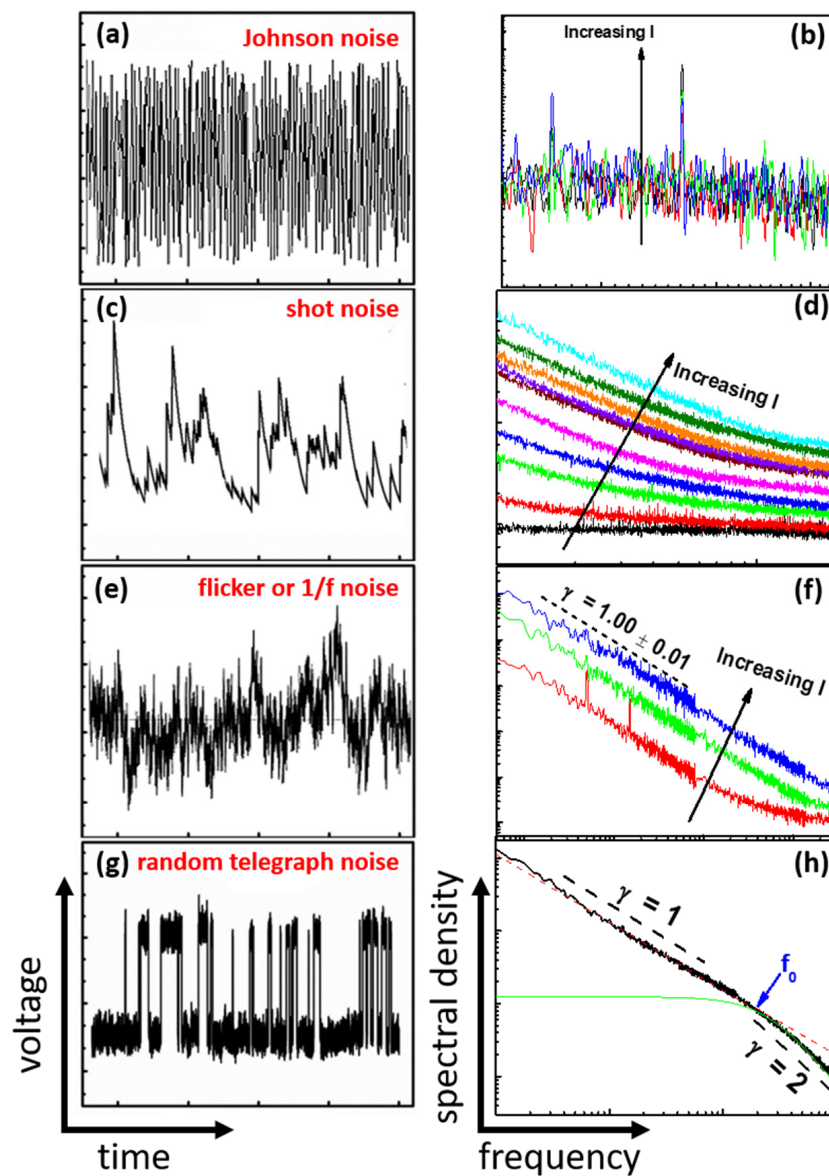 (a)
Johnson noise
Increasing I
(b)
(c)
shot noise
(d)
Increasing I
(e)
flicker or 1/f noise
(f)
γ = 1.00 ± 0.01
Increasing I
(g)
random telegraph noise
(h)
γ = 1
f₀
γ = 2
voltage
time
spectral density
frequency